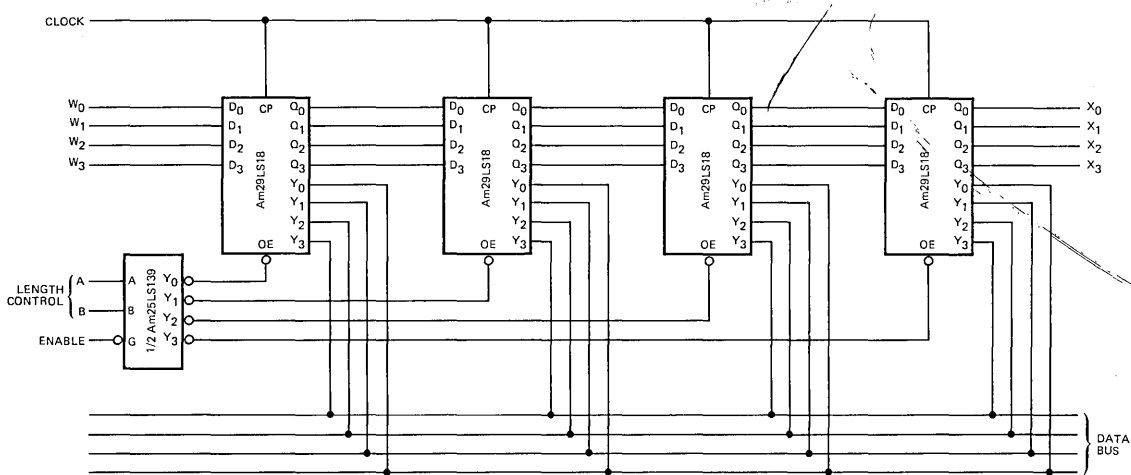 CLOCK
W0
W1
W2
W3
D0 CP Q0
D1 Q1
D2 Q2
D3 Q3
Y0
Y1
Y2
OE Y3
Am29LS18
D0 CP Q0
D1 Q1
D2 Q2
D3 Q3
Y0
Y1
Y2
OE Y3
Am29LS18
D0 CP Q0
D1 Q1
D2 Q2
D3 Q3
Y0
Y1
Y2
OE Y3
Am29LS18
D0 CP Q0
D1 Q1
D2 Q2
D3 Q3
Y0
Y1
Y2
OE Y3
Am29LS18
X0
X1
X2
X3
LENGTH
CONTROL
A
B
ENABLE
A Y0
Y1
B Y2
G Y3
1/2 Am25LS139
DATA
BUS